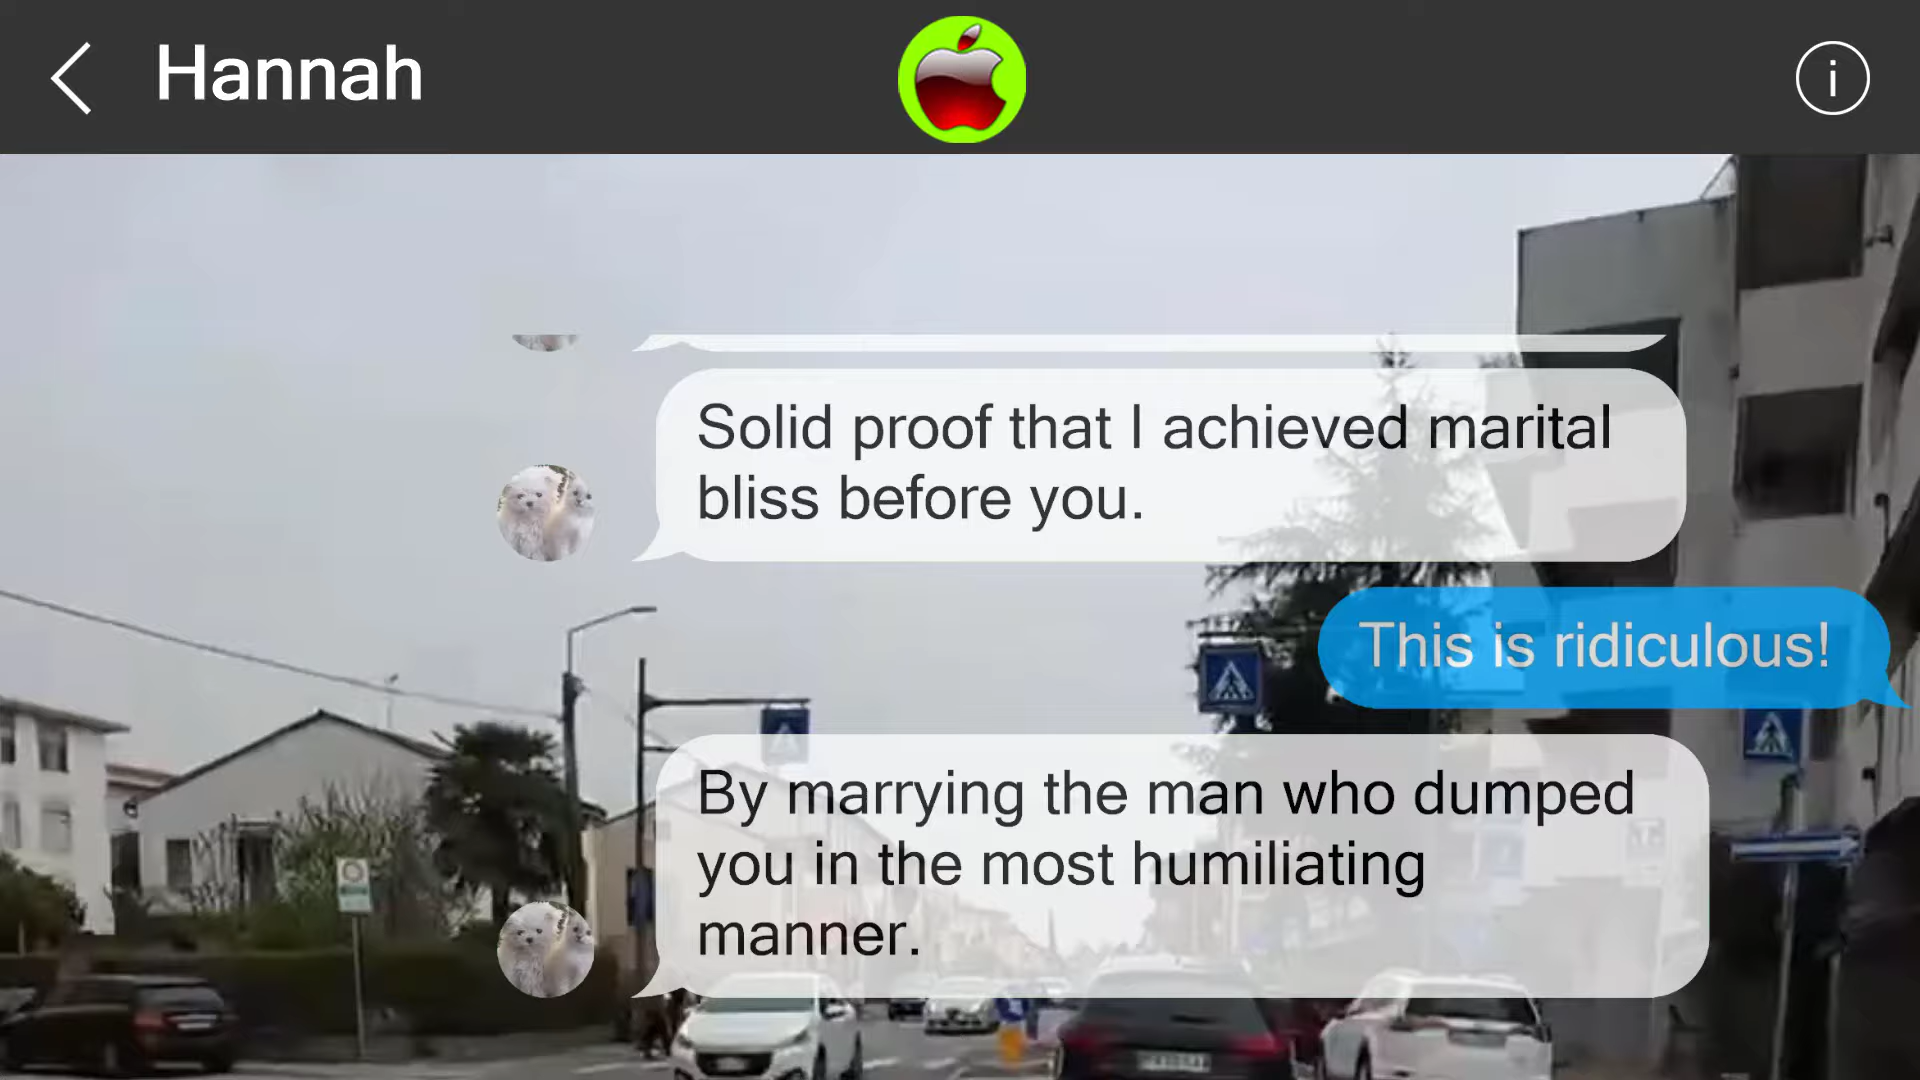 Hannah
Solid proof that I achieved marital
bliss before you.
This is ridiculous!
By marrying the man who dumped
you in the most humiliating
manner.